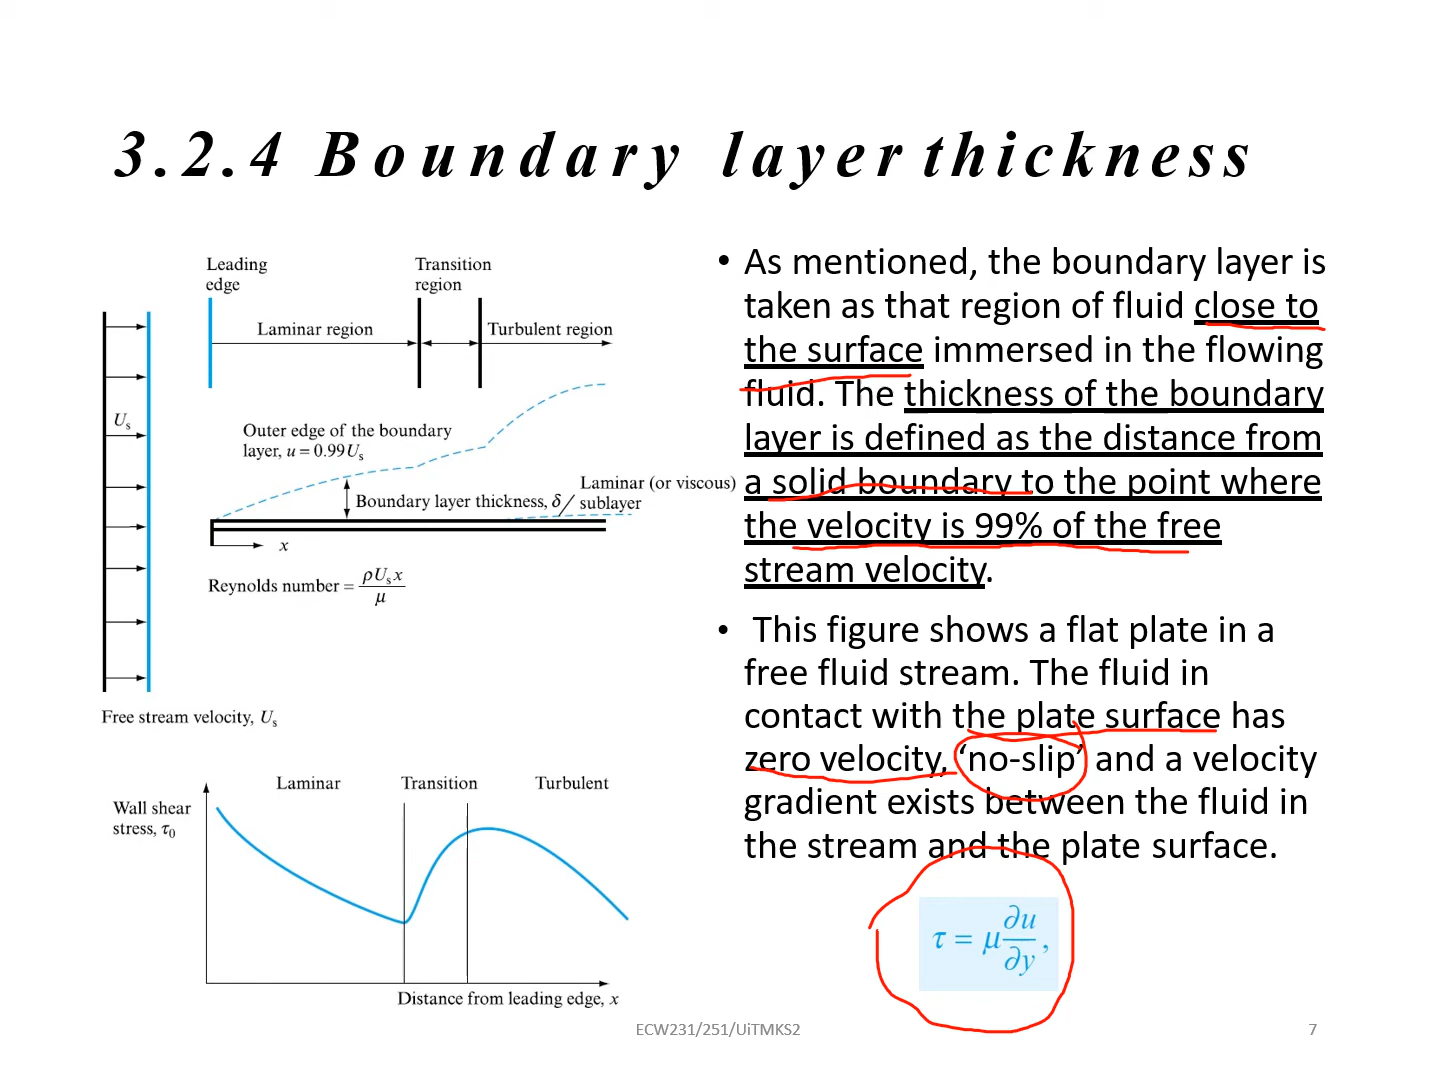 3.2.4 Boundary layer thickness
Leading
edge
Transition
region
Laminar region
Turbulent region
Us
Outer edge of the boundary
layer, u = 0.99Us
Boundary layer thickness, δ
Laminar (or viscous)
sublayer
x
Reynolds number = ρUsx/μ
Free stream velocity, Us
Laminar
Transition
Turbulent
Wall shear
stress, τ0
Distance from leading edge, x
• As mentioned, the boundary layer is
taken as that region of fluid close to
the surface immersed in the flowing
fluid. The thickness of the boundary
layer is defined as the distance from
a solid boundary to the point where
the velocity is 99% of the free
stream velocity.
• This figure shows a flat plate in a
free fluid stream. The fluid in
contact with the plate surface has
zero velocity, ‘no-slip’ and a velocity
gradient exists between the fluid in
the stream and the plate surface.
τ = μ ∂u/∂y,
ECW231/251/UiTMKS2
7